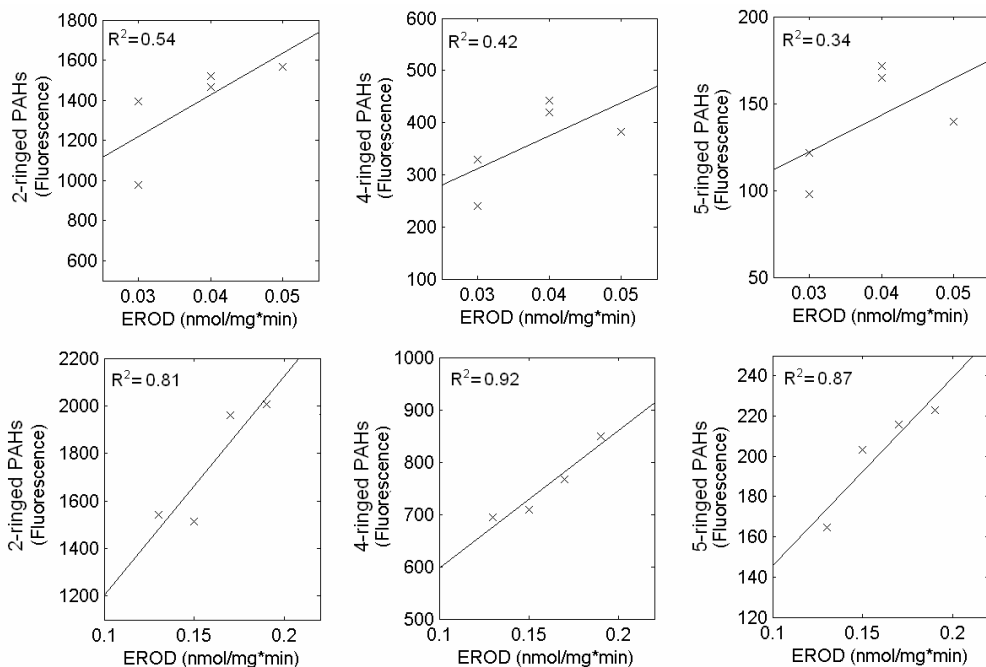 1800
1600
1400
1200
1000
800
600
R²=0.54
2-ringed PAHs
(Fluorescence)
0.03 0.04 0.05
EROD (nmol/mg*min)
600
500
400
300
200
100
R²=0.42
4-ringed PAHs
(Fluorescence)
0.03 0.04 0.05
EROD (nmol/mg*min)
200
150
100
50
R²=0.34
5-ringed PAHs
(Fluorescence)
0.03 0.04 0.05
EROD (nmol/mg*min)
2200
2000
1800
1600
1400
1200
R²=0.81
2-ringed PAHs
(Fluorescence)
0.1 0.15 0.2
EROD (nmol/mg*min)
1000
900
800
700
600
500
R²=0.92
4-ringed PAHs
(Fluorescence)
0.1 0.15 0.2
EROD (nmol/mg*min)
240
220
200
180
160
140
120
R²=0.87
5-ringed PAHs
(Fluorescence)
0.1 0.15 0.2
EROD (nmol/mg*min)